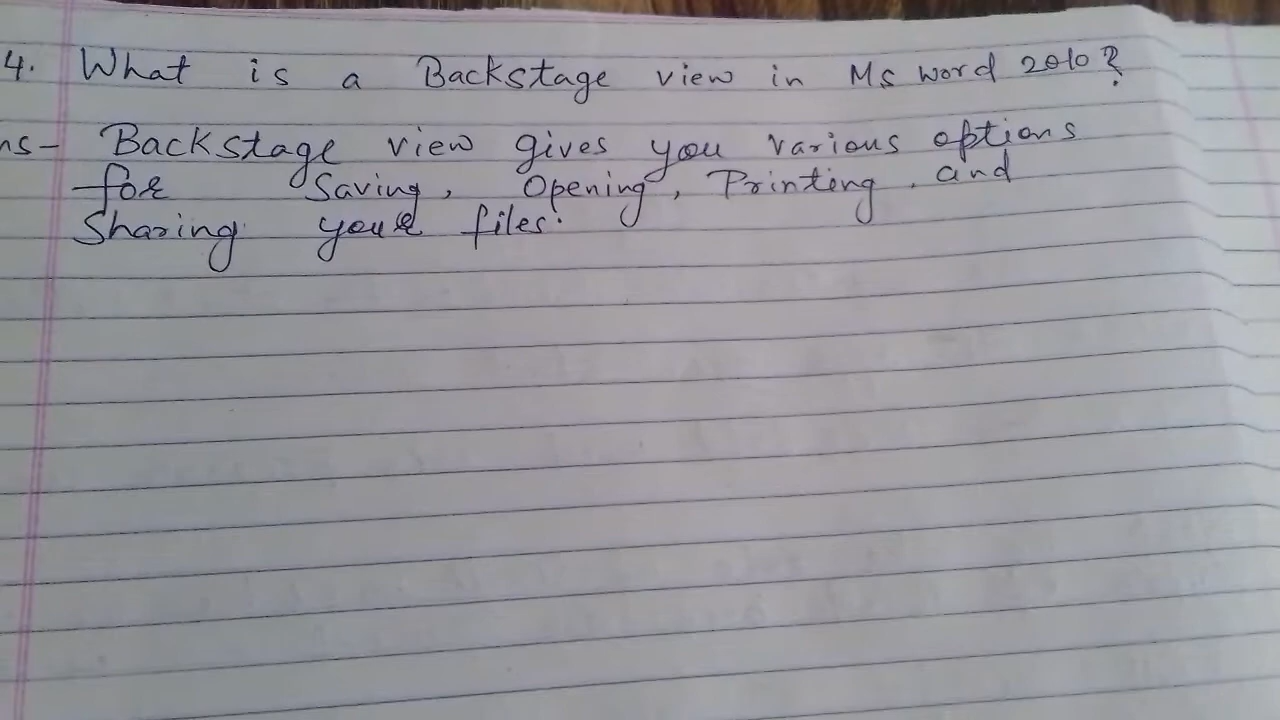 4. What is a Backstage view in Ms word 2010?
ns- Backstage view gives you various options
for Saving, Opening, Printing, and
Sharing your files.